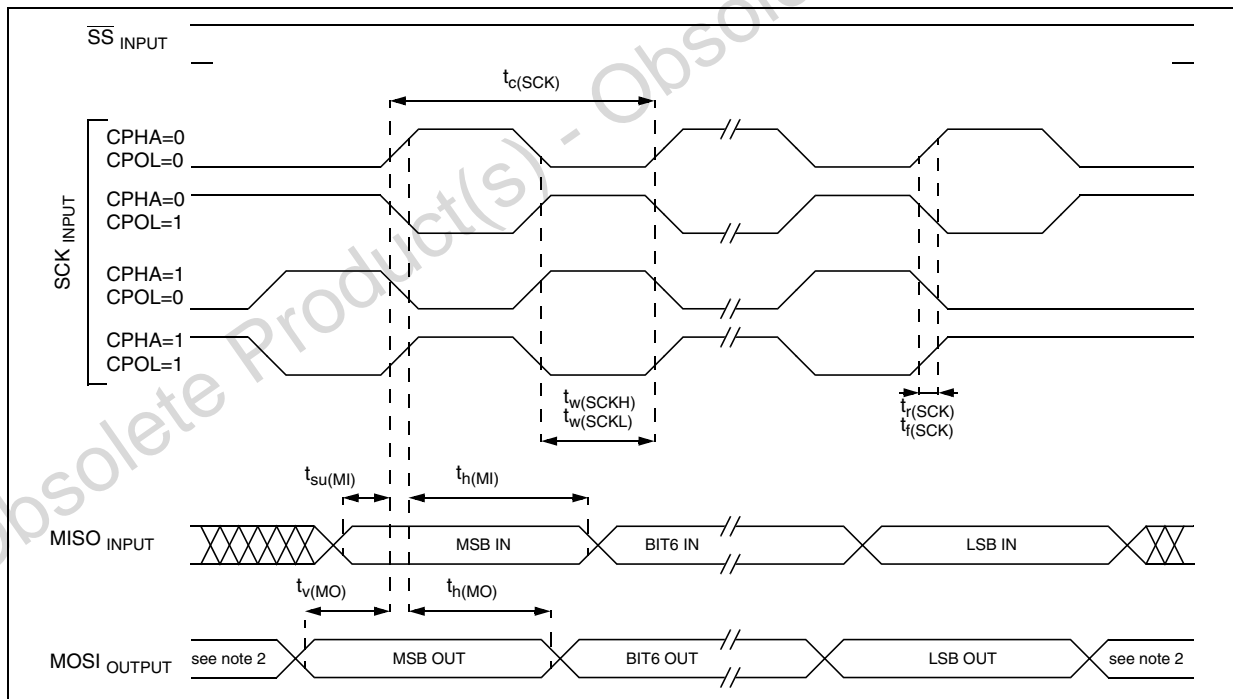 SS INPUT
tc(SCK)
SCK INPUT
CPHA=0
CPOL=0
CPHA=0
CPOL=1
CPHA=1
CPOL=0
CPHA=1
CPOL=1
tw(SCKH)
tw(SCKL)
tr(SCK)
tf(SCK)
tsu(MI)
th(MI)
MISO INPUT
MSB IN
BIT6 IN
LSB IN
tv(MO)
th(MO)
MOSI OUTPUT
see note 2
MSB OUT
BIT6 OUT
LSB OUT
see note 2
Obsolete Product(s) - Obsole